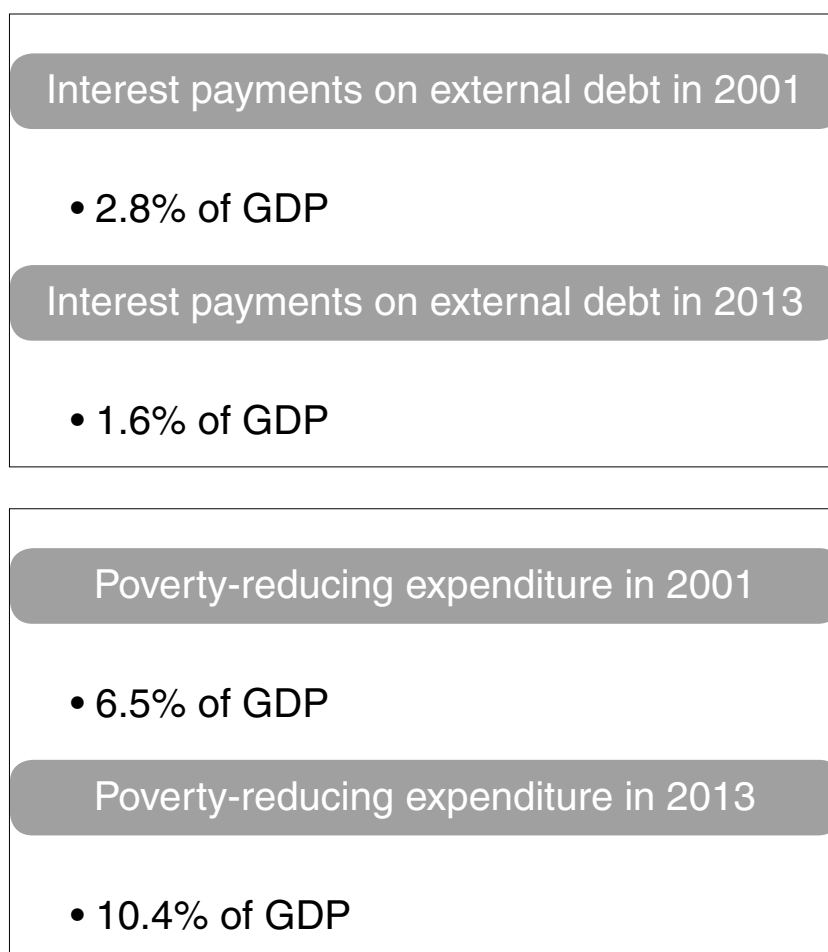 Interest payments on external debt in 2001
• 2.8% of GDP
Interest payments on external debt in 2013
• 1.6% of GDP
Poverty-reducing expenditure in 2001
• 6.5% of GDP
Poverty-reducing expenditure in 2013
• 10.4% of GDP